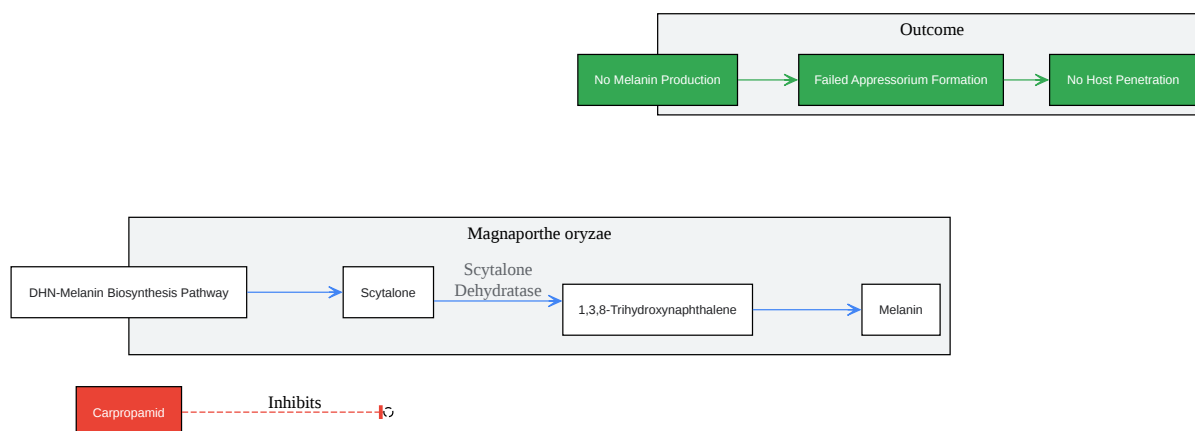 Outcome
No Melanin Production
Failed Appressorium Formation
No Host Penetration
Magnaporthe oryzae
DHN-Melanin Biosynthesis Pathway
Scytalone
Scytalone
Dehydratase
1,3,8-Trihydroxynaphthalene
Melanin
Carpropamid
Inhibits